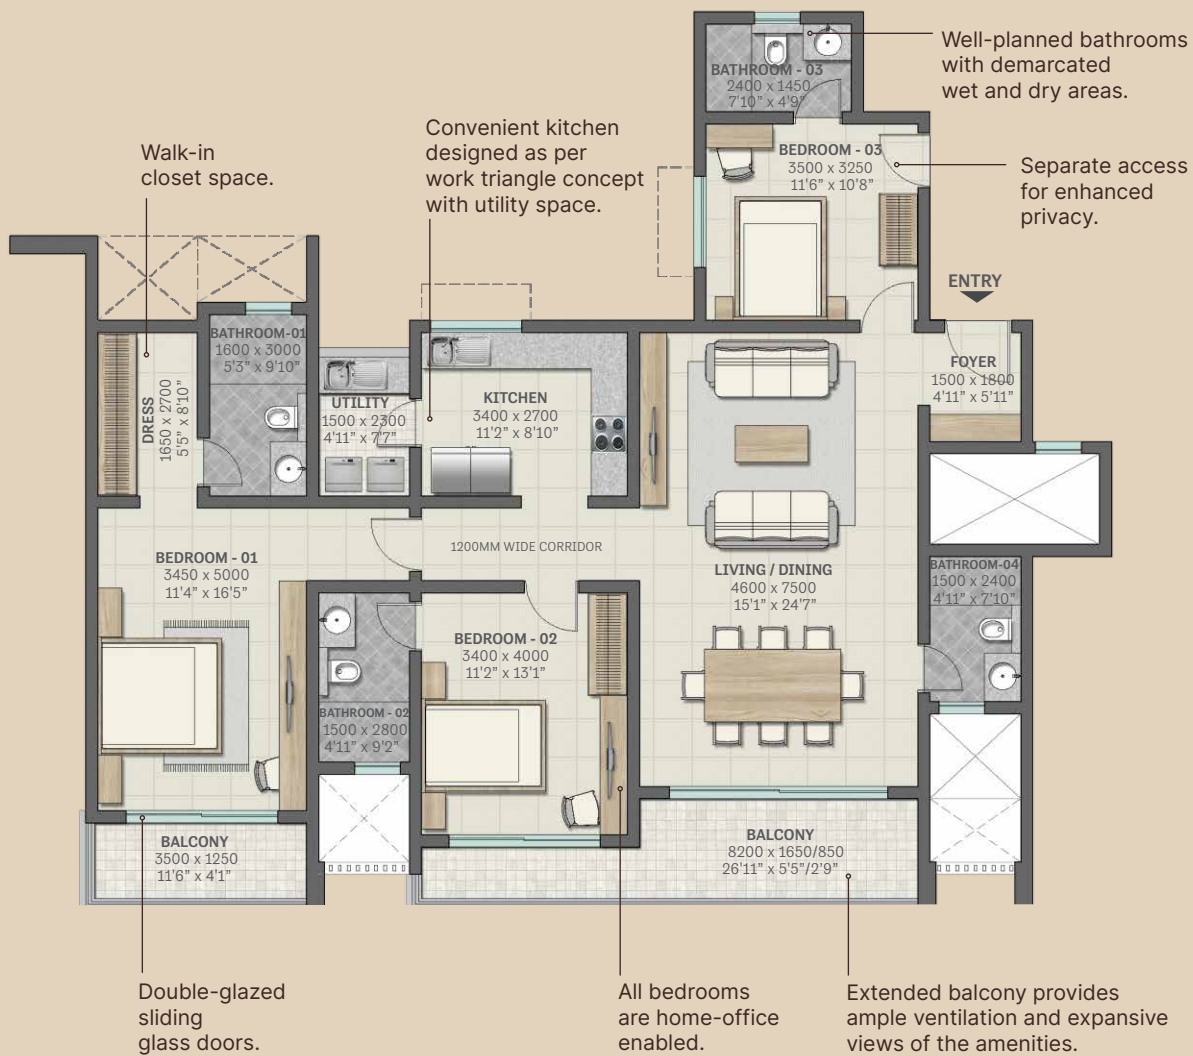 Well-planned bathrooms
with demarcated
wet and dry areas.
BATHROOM - 03
2400 x 1450
7'10" x 4'9"
Convenient kitchen
designed as per
work triangle concept
with utility space.
Walk-in
closet space.
BEDROOM - 03
3500 x 3250
11'6" x 10'8"
Separate access
for enhanced
privacy.
ENTRY
BATHROOM-01
1600 x 3000
5'3" x 9'10"
FOYER
1500 x 1800
4'11" x 5'11"
DRESS
1650 x 2700
5'5" x 8'10"
UTILITY
1500 x 2300
4'11" x 7'7"
KITCHEN
3400 x 2700
11'2" x 8'10"
1200MM WIDE CORRIDOR
BEDROOM - 01
3450 x 5000
11'4" x 16'5"
LIVING / DINING
4600 x 7500
15'1" x 24'7"
BATHROOM-04
1500 x 2400
4'11" x 7'10"
BEDROOM - 02
3400 x 4000
11'2" x 13'1"
BATHROOM - 02
1500 x 2800
4'11" x 9'2"
BALCONY
3500 x 1250
11'6" x 4'1"
BALCONY
8200 x 1650/850
26'11" x 5'5"/2'9"
Double-glazed
sliding
glass doors.
All bedrooms
are home-office
enabled.
Extended balcony provides
ample ventilation and expansive
views of the amenities.